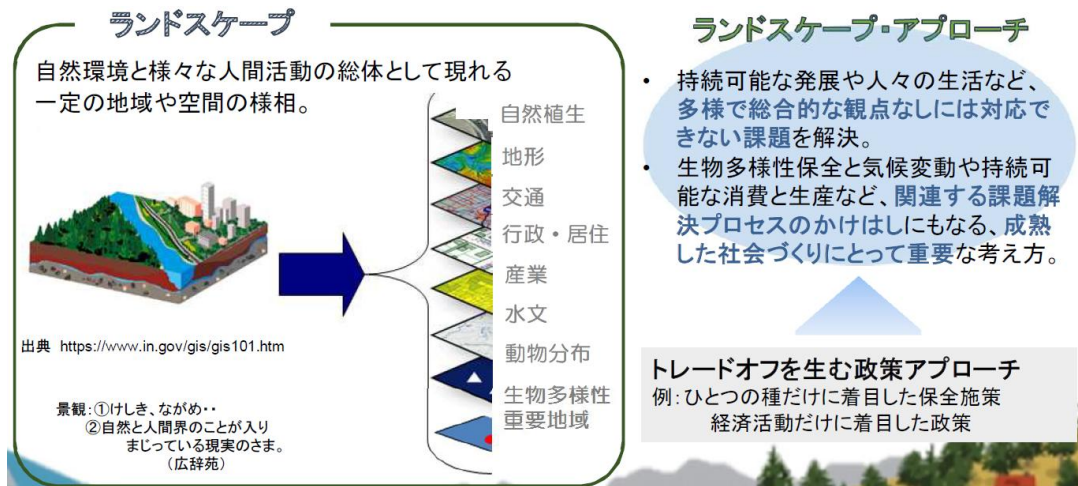 ランドスケープ
自然環境と様々な人間活動の総体として現れる
一定の地域や空間の様相。
自然植生
地形
交通
行政・居住
産業
水文
動物分布
生物多様性
重要地域
出典 https://www.in.gov/gis/gis101.htm
景観：①けしき、ながめ・・
②自然と人間界のことが入り
まじっている現実のさま。
（広辞苑）
ランドスケープ・アプローチ
• 持続可能な発展や人々の生活など、
多様で総合的な観点なしには対応で
きない課題を解決。
• 生物多様性保全と気候変動や持続可
能な消費と生産など、関連する課題解
決プロセスのかけはしにもなる、成熟
した社会づくりにとって重要な考え方。
トレードオフを生む政策アプローチ
例：ひとつの種だけに着目した保全施策
経済活動だけに着目した政策